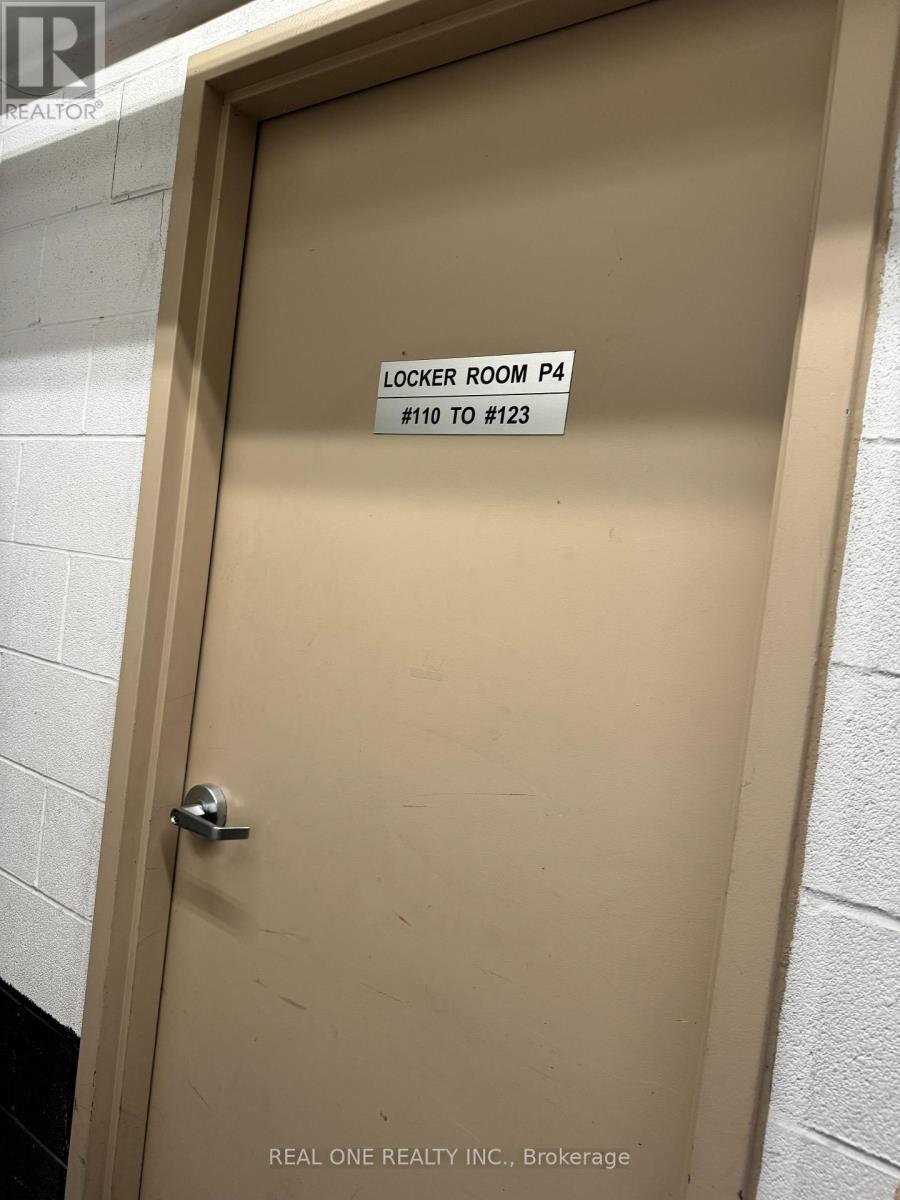 REALTOR®
LOCKER ROOM P4
#110 TO #123
REAL ONE REALTY INC., Brokerage